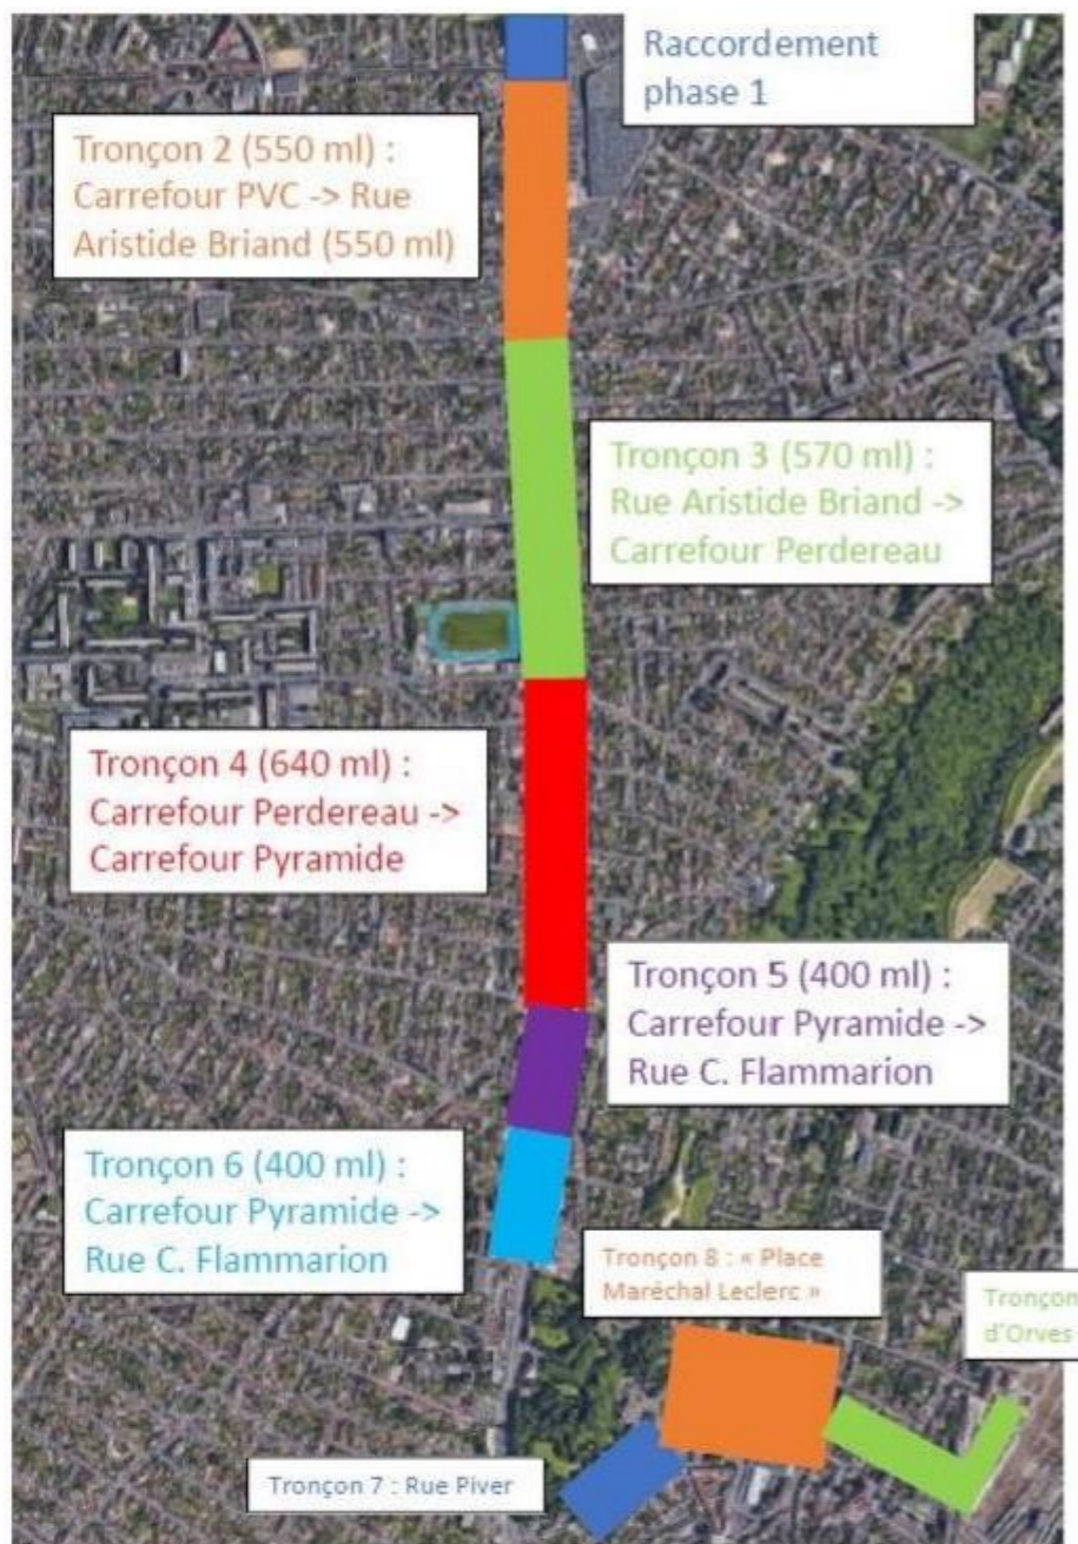 Raccordement
phase 1
Tronçon 2 (550 ml) :
Carrefour PVC -> Rue
Aristide Briand (550 ml)
Tronçon 3 (570 ml) :
Rue Aristide Briand ->
Carrefour Perdereau
Tronçon 4 (640 ml) :
Carrefour Perdereau ->
Carrefour Pyramide
Tronçon 5 (400 ml) :
Carrefour Pyramide ->
Rue C. Flammarion
Tronçon 6 (400 ml) :
Carrefour Pyramide ->
Rue C. Flammarion
Tronçon 8 : « Place
Maréchal Leclerc »
Tronçon
d'Orves
Tronçon 7 : Rue Piver